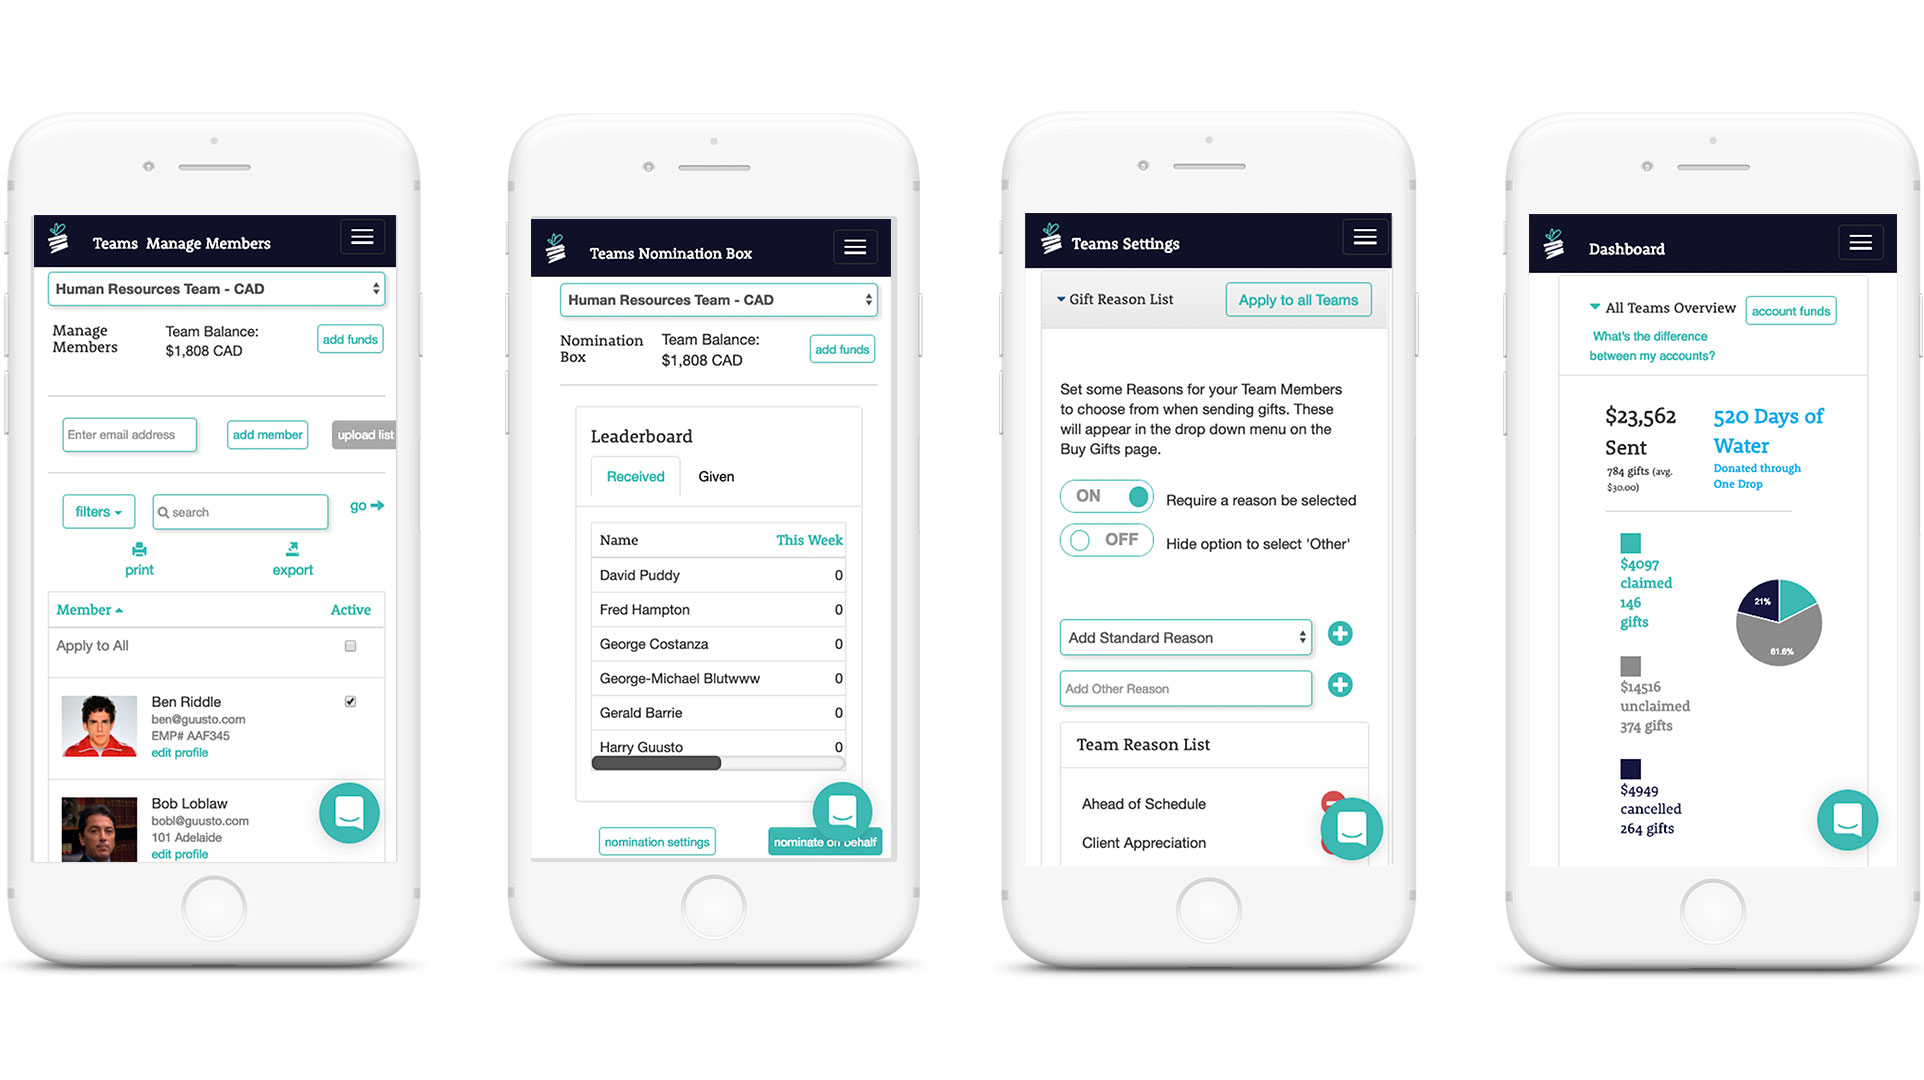 Teams Manage Members
Human Resources Team - CAD
Manage
Members
Team Balance:
$1,808 CAD
add funds
Enter email address
add member
upload list
filters
search
go
print
export
Member
Active
Apply to All
Ben Riddle
ben@guusto.com
EMP# AAF345
edit profile
Bob Loblaw
bobl@guusto.com
101 Adelaide
edit profile
Teams Nomination Box
Human Resources Team - CAD
Nomination
Box
Team Balance:
$1,808 CAD
add funds
Leaderboard
Received
Given
Name This Week
David Puddy 0
Fred Hampton 0
George Costanza 0
George-Michael Blutwww 0
Gerald Barrie 0
Harry Guusto 0
nomination settings
nominate on behalf
Teams Settings
Gift Reason List
Apply to all Teams
Set some Reasons for your Team Members
to choose from when sending gifts. These
will appear in the drop down menu on the
Buy Gifts page.
ON
Require a reason be selected
OFF
Hide option to select 'Other'
Add Standard Reason
Add Other Reason
Team Reason List
Ahead of Schedule
Client Appreciation
Dashboard
All Teams Overview
account funds
What's the difference
between my accounts?
$23,562
Sent
784 gifts (avg.
$30.00)
520 Days of
Water
Donated through
One Drop
$4097
claimed
146
gifts
$14516
unclaimed
374 gifts
$4949
cancelled
264 gifts
21%
61.6%